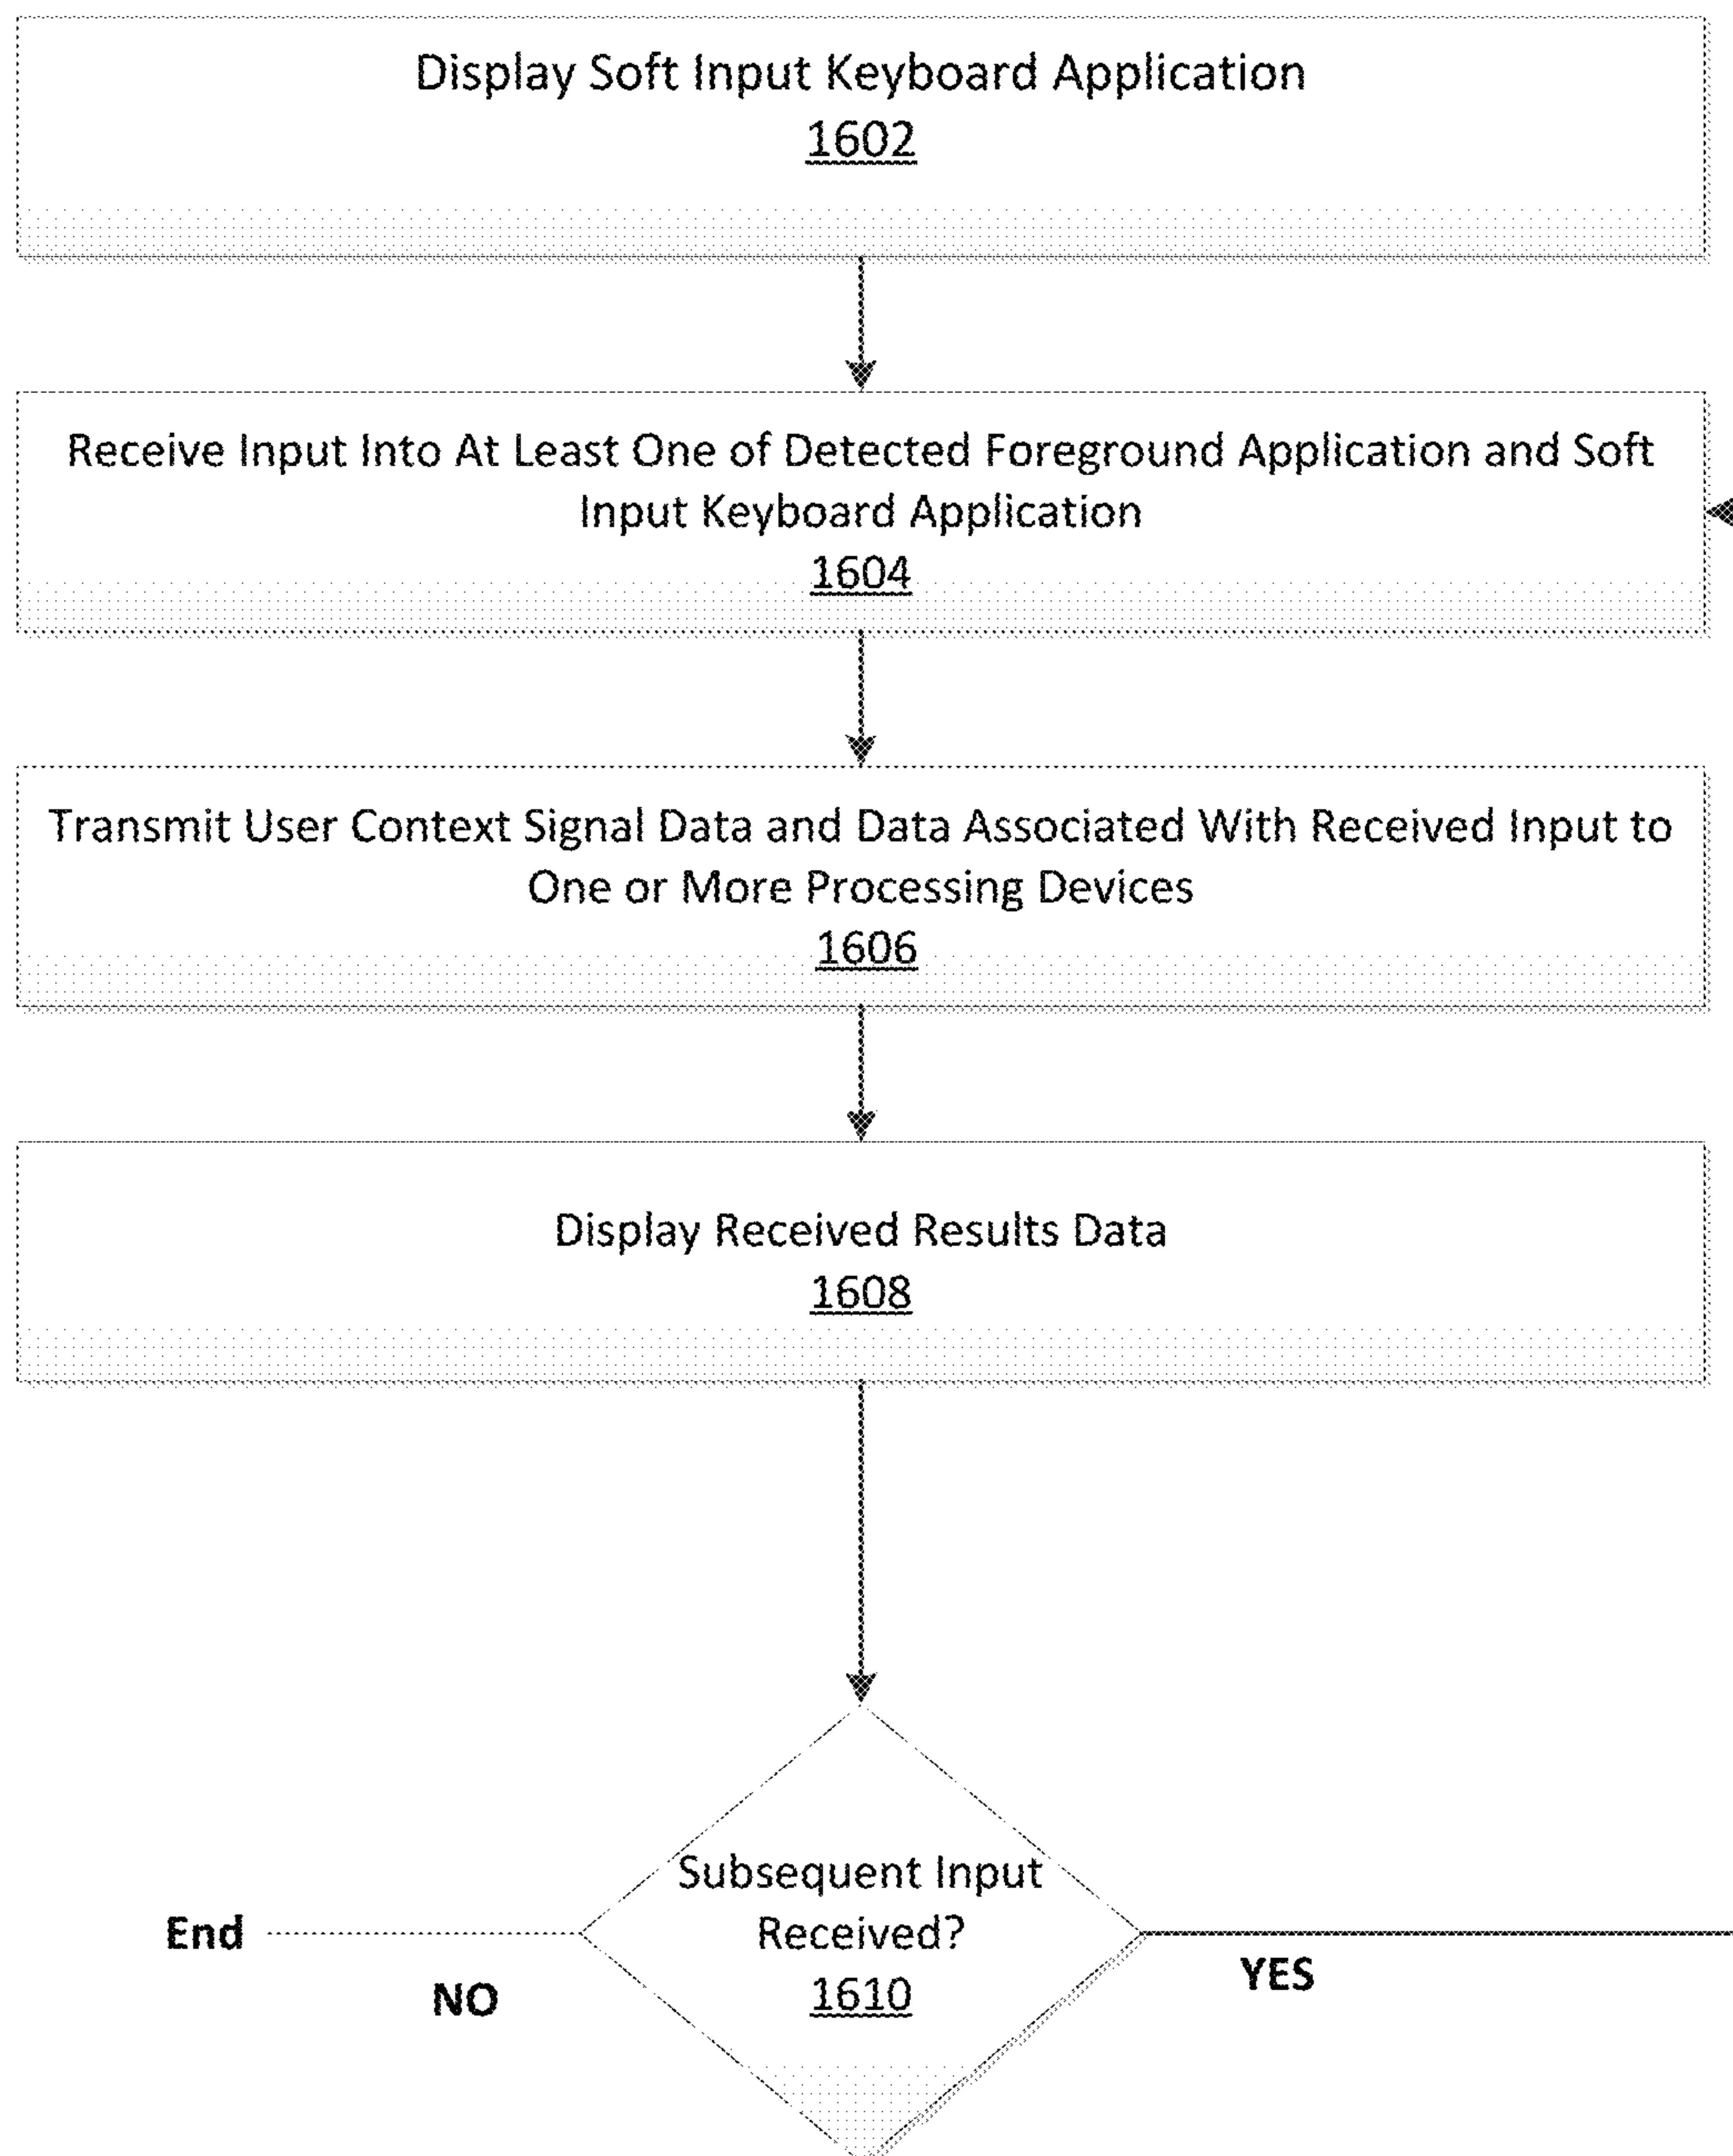 Display Soft Input Keyboard Application
1602
Receive Input Into At Least One of Detected Foreground Application and Soft
Input Keyboard Application
1604
Transmit User Context Signal Data and Data Associated With Received Input to
One or More Processing Devices
1606
Display Received Results Data
1608
Subsequent Input
Received?
1610
End
NO
YES